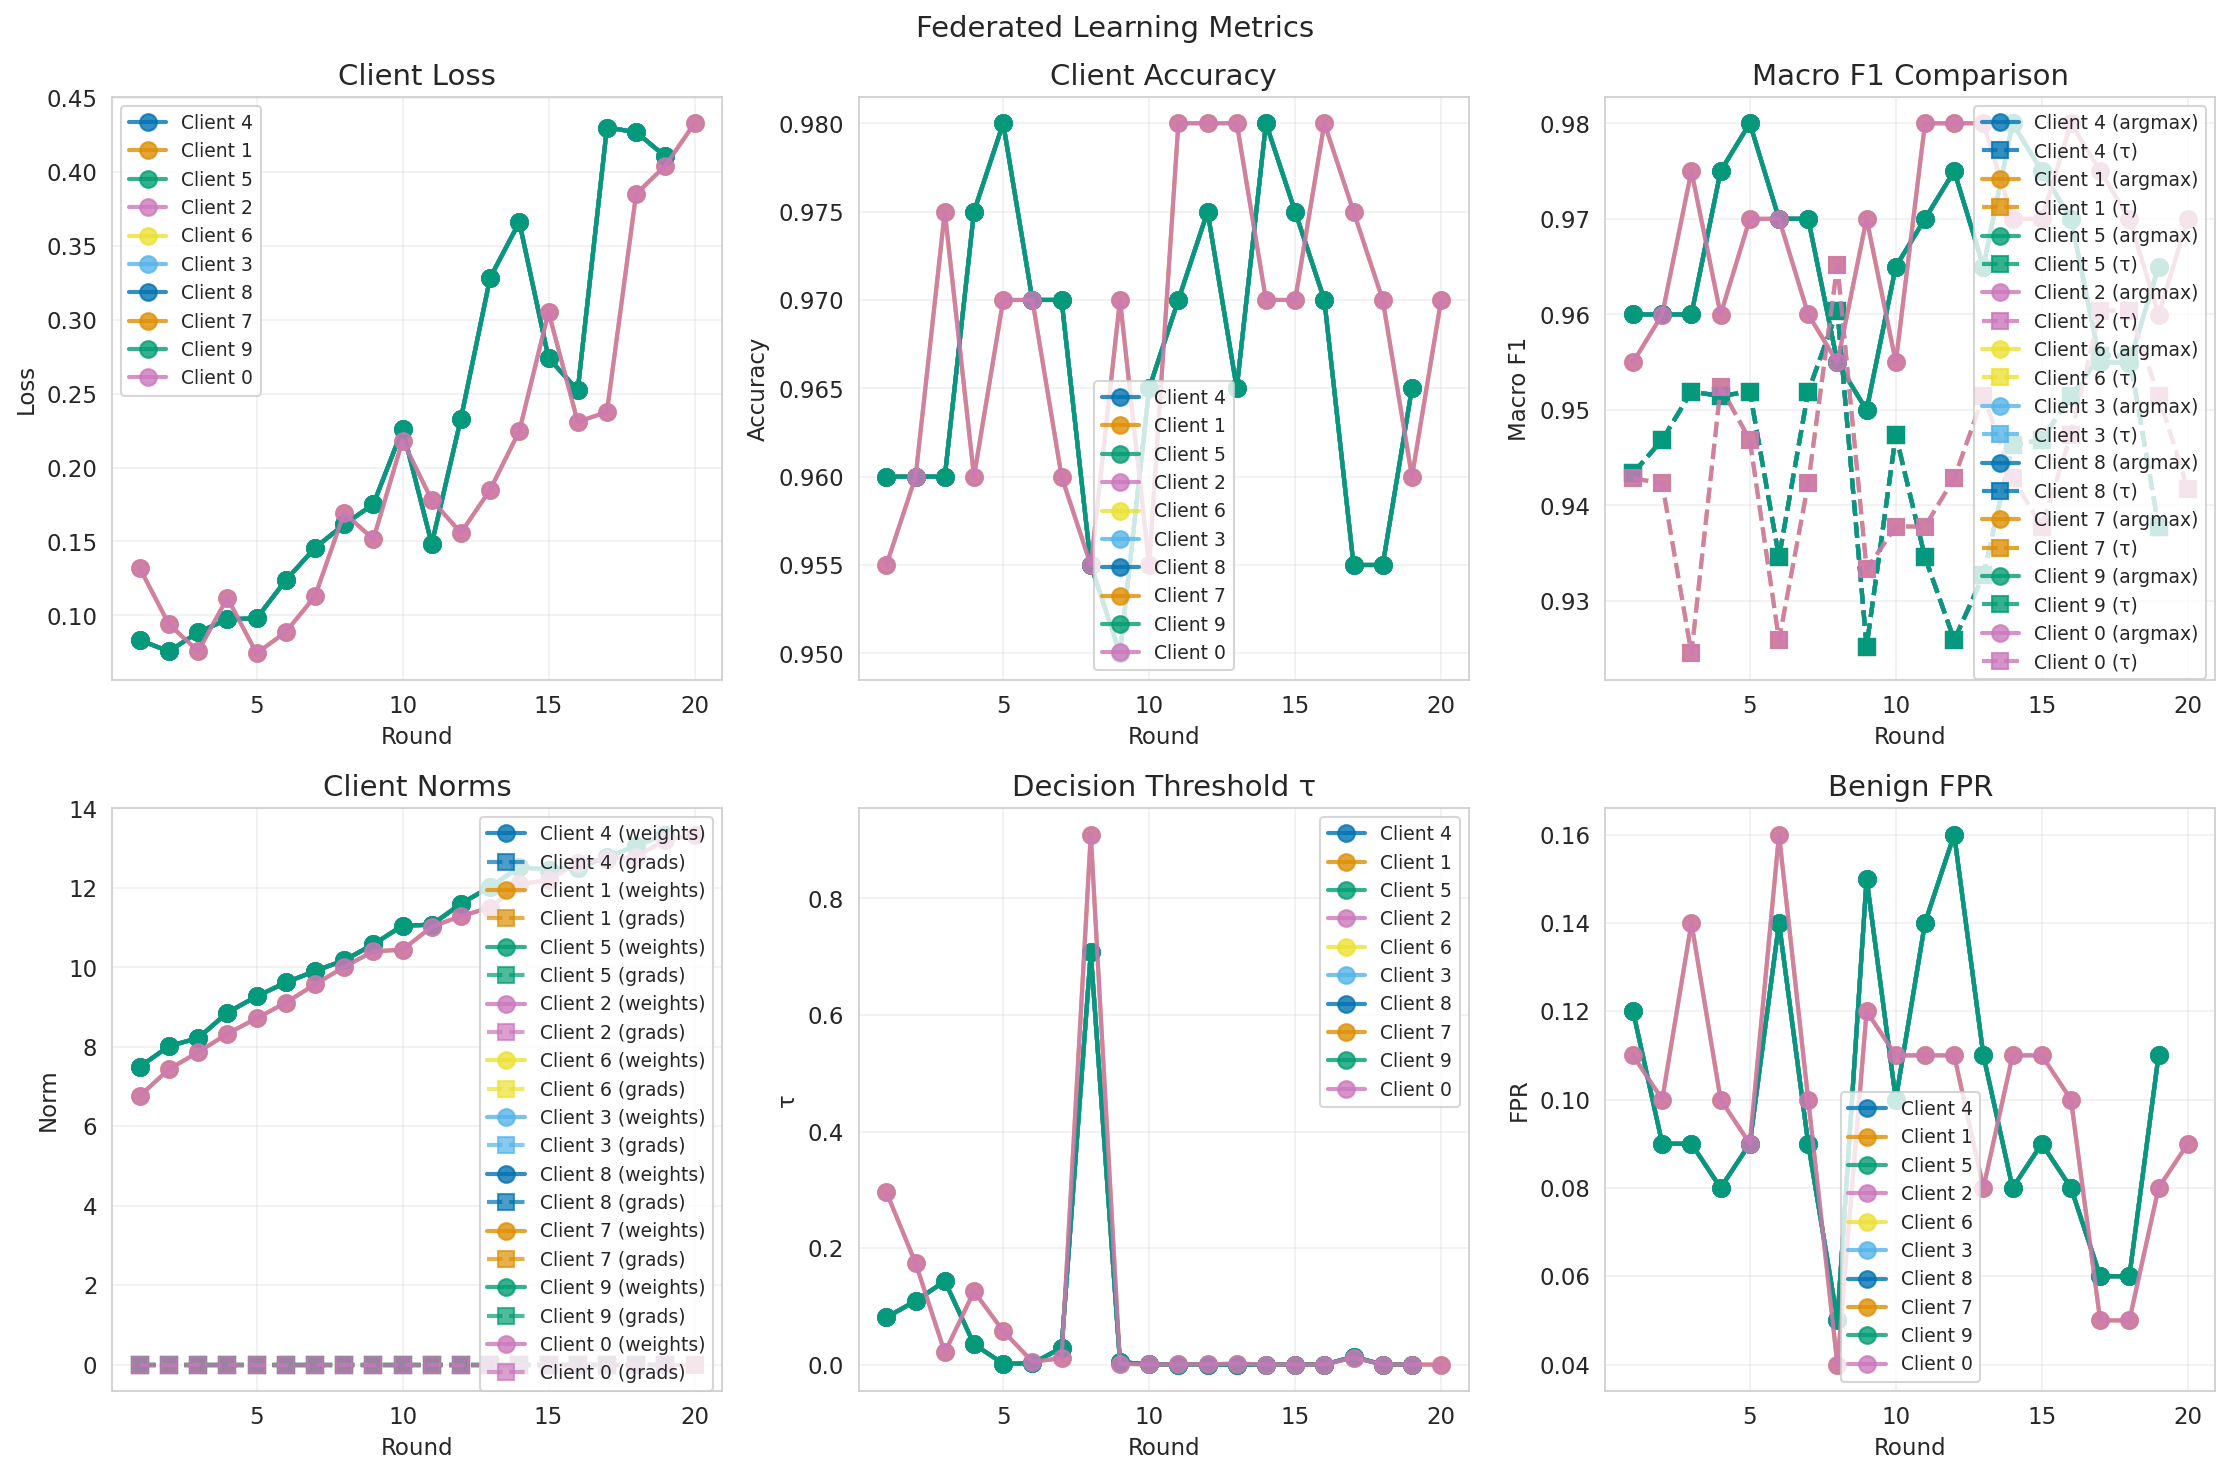 Federated Learning Metrics
Client Loss
0.45
0.40
0.35
0.30
0.25
0.20
0.15
0.10
Loss
5
10
15
20
Round
Client 4
Client 1
Client 5
Client 2
Client 6
Client 3
Client 8
Client 7
Client 9
Client 0
Client Accuracy
0.980
0.975
0.970
0.965
0.960
0.955
0.950
Accuracy
5
10
15
20
Round
Client 4
Client 1
Client 5
Client 2
Client 6
Client 3
Client 8
Client 7
Client 9
Client 0
Macro F1 Comparison
0.98
0.97
0.96
0.95
0.94
0.93
Macro F1
5
10
15
20
Round
Client 4 (argmax)
Client 4 (τ)
Client 1 (argmax)
Client 1 (τ)
Client 5 (argmax)
Client 5 (τ)
Client 2 (argmax)
Client 2 (τ)
Client 6 (argmax)
Client 6 (τ)
Client 3 (argmax)
Client 3 (τ)
Client 8 (argmax)
Client 8 (τ)
Client 7 (argmax)
Client 7 (τ)
Client 9 (argmax)
Client 9 (τ)
Client 0 (argmax)
Client 0 (τ)
Client Norms
14
12
10
8
6
4
2
0
Norm
5
10
15
20
Round
Client 4 (weights)
Client 4 (grads)
Client 1 (weights)
Client 1 (grads)
Client 5 (weights)
Client 5 (grads)
Client 2 (weights)
Client 2 (grads)
Client 6 (weights)
Client 6 (grads)
Client 3 (weights)
Client 3 (grads)
Client 8 (weights)
Client 8 (grads)
Client 7 (weights)
Client 7 (grads)
Client 9 (weights)
Client 9 (grads)
Client 0 (weights)
Client 0 (grads)
Decision Threshold τ
0.8
0.6
0.4
0.2
0.0
τ
5
10
15
20
Round
Client 4
Client 1
Client 5
Client 2
Client 6
Client 3
Client 8
Client 7
Client 9
Client 0
Benign FPR
0.16
0.14
0.12
0.10
0.08
0.06
0.04
FPR
5
10
15
20
Round
Client 4
Client 1
Client 5
Client 2
Client 6
Client 3
Client 8
Client 7
Client 9
Client 0